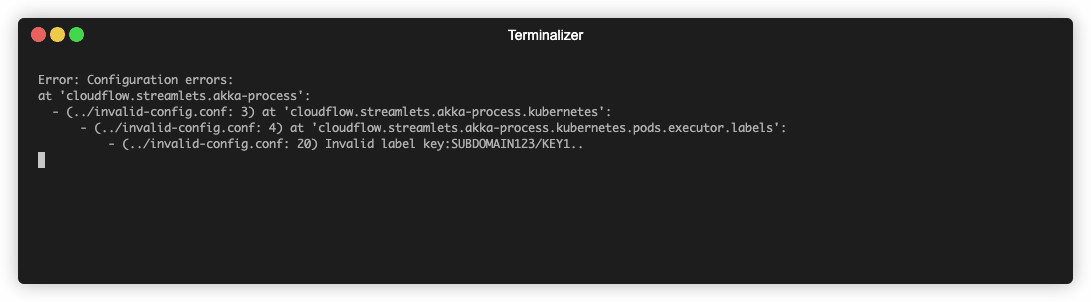 Terminalizer
Error: Configuration errors:
at 'cloudflow.streamlets.akka-process':
- (../invalid-config.conf: 3) at 'cloudflow.streamlets.akka-process.kubernetes':
- (../invalid-config.conf: 4) at 'cloudflow.streamlets.akka-process.kubernetes.pods.executor.labels':
- (../invalid-config.conf: 20) Invalid label key:SUBDOMAIN123/KEY1..